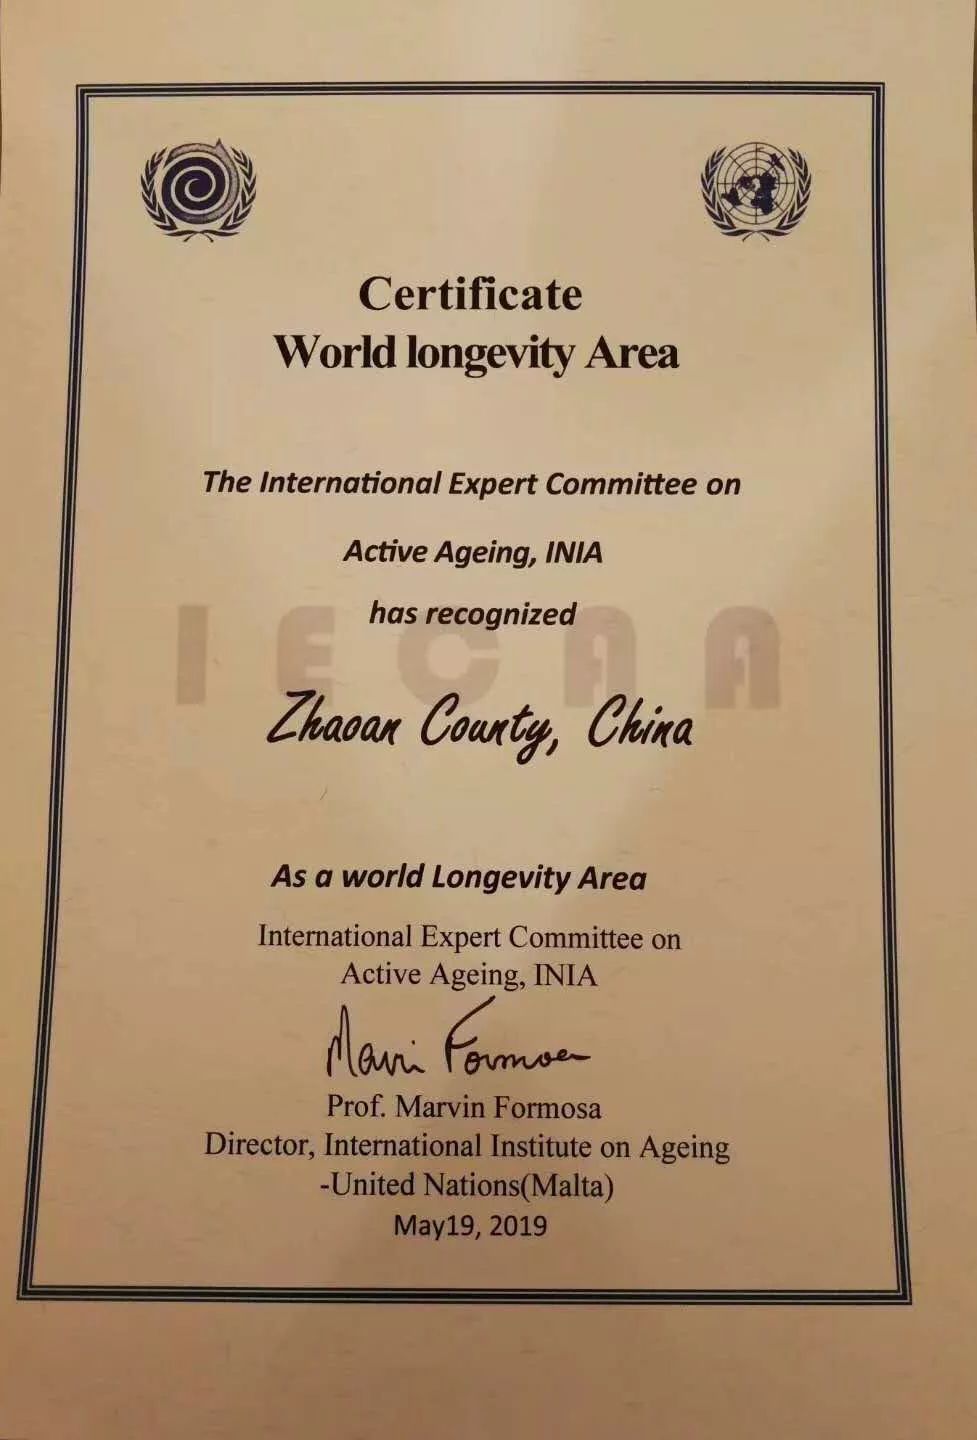 Certificate
World longevity Area
The International Expert Committee on
Active Ageing, INIA
has recognized
IECAA
Zhaoan County, China
As a world Longevity Area
International Expert Committee on
Active Ageing, INIA
Marvin Formosa
Prof. Marvin Formosa
Director, International Institute on Ageing
-United Nations(Malta)
May19, 2019